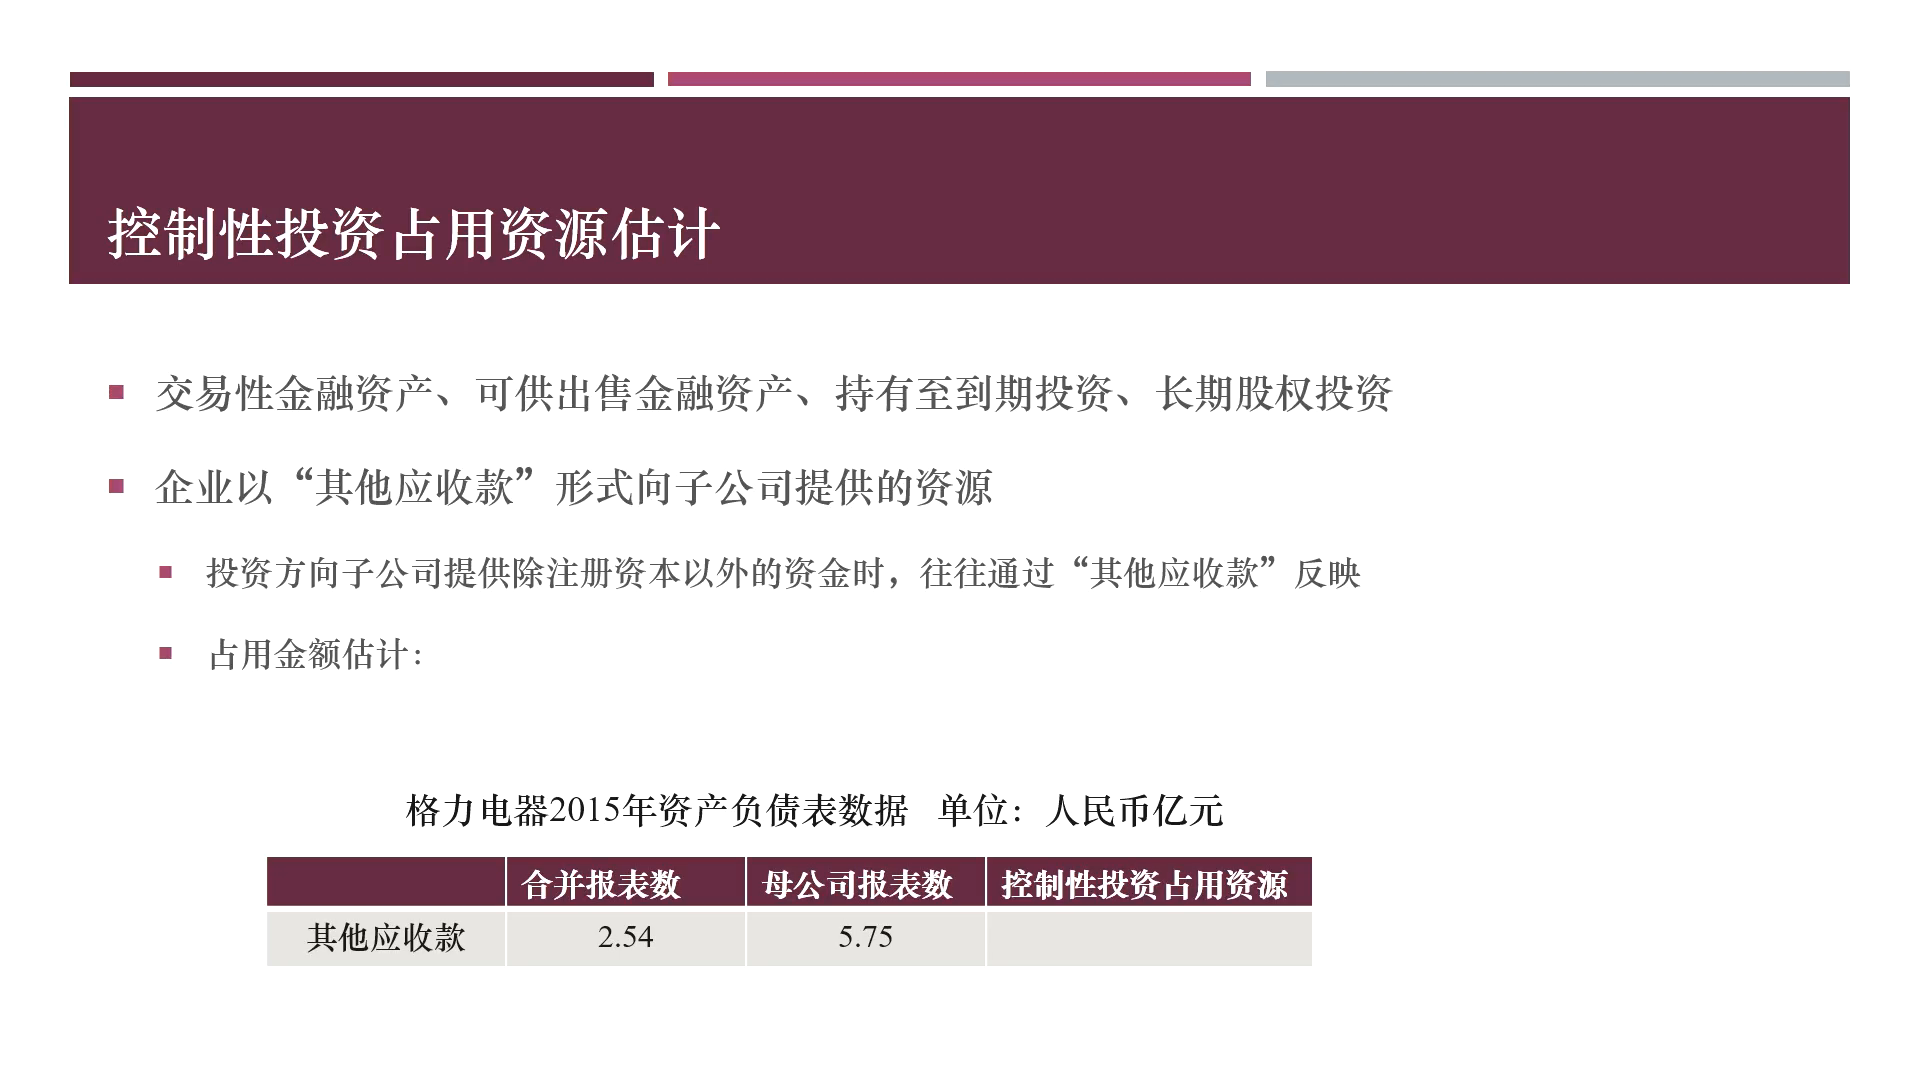 控制性投资占用资源估计
交易性金融资产、可供出售金融资产、持有至到期投资、长期股权投资
企业以“其他应收款”形式向子公司提供的资源
投资方向子公司提供除注册资本以外的资金时，往往通过“其他应收款”反映
占用金额估计：
格力电器2015年资产负债表数据 单位：人民币亿元
合并报表数 母公司报表数 控制性投资占用资源
其他应收款 2.54 5.75